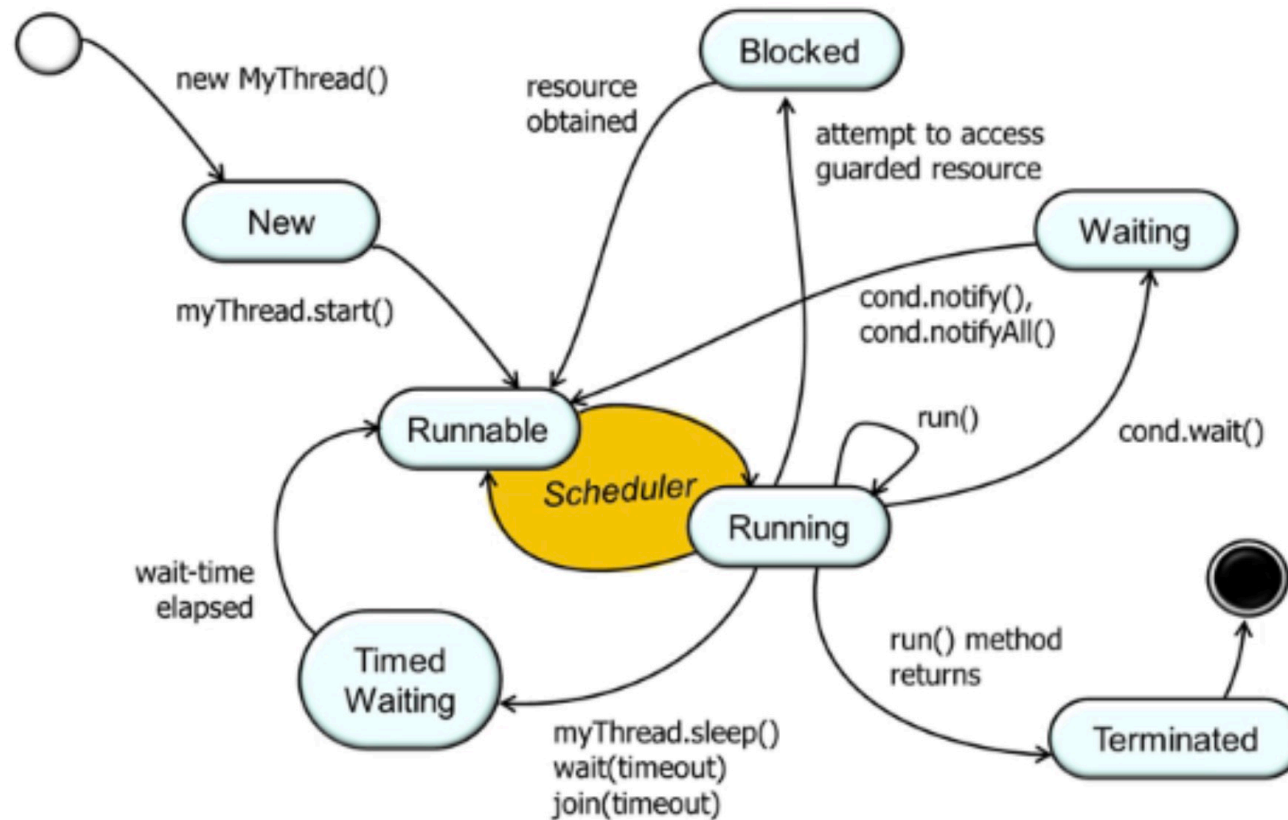 new MyThread()
New
myThread.start()
Blocked
resource
obtained
attempt to access
guarded resource
Waiting
cond.notify(),
cond.notifyAll()
Runnable
Scheduler
run()
cond.wait()
Running
wait-time
elapsed
Timed
Waiting
myThread.sleep()
wait(timeout)
join(timeout)
run() method
returns
Terminated